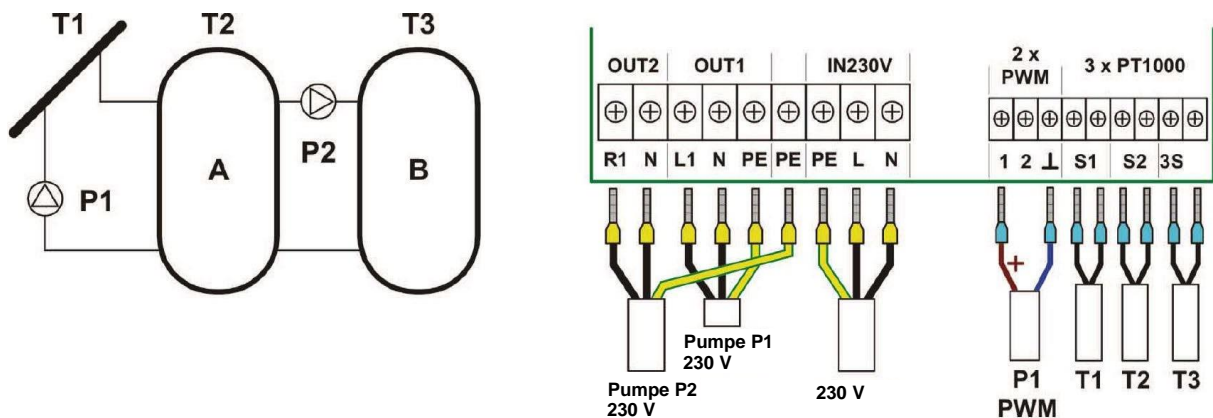 T1 T2 T3
A
P2
B
P1
OUT2 OUT1 IN230V
2 x
PWM
3 x PT1000
R1 N L1 N PE PE PE L N
1 2 ⊥ S1 S2 3S
+
Pumpe P1
230 V
Pumpe P2
230 V
230 V
P1
PWM
T1 T2 T3